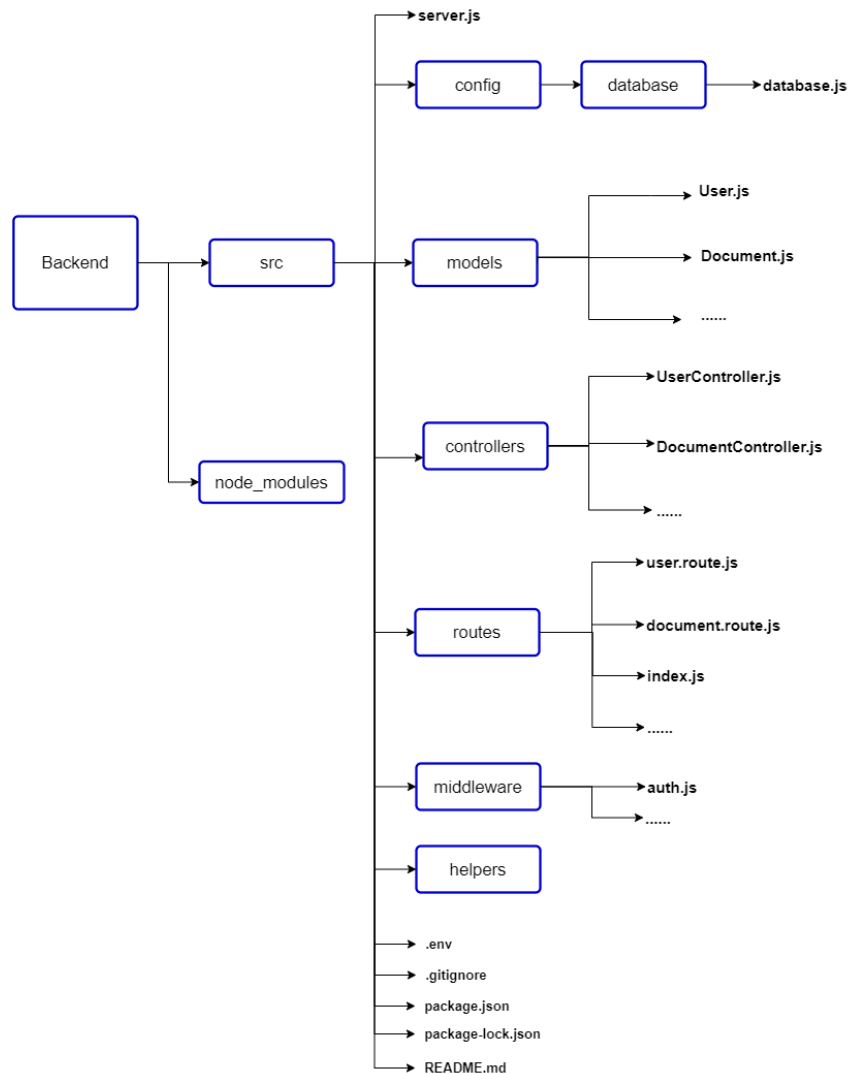 server.js
config
database
database.js
User.js
Backend
src
models
Document.js
......
UserController.js
controllers
DocumentController.js
node_modules
......
user.route.js
routes
document.route.js
index.js
......
middleware
auth.js
......
helpers
.env
.gitignore
package.json
package-lock.json
README.md